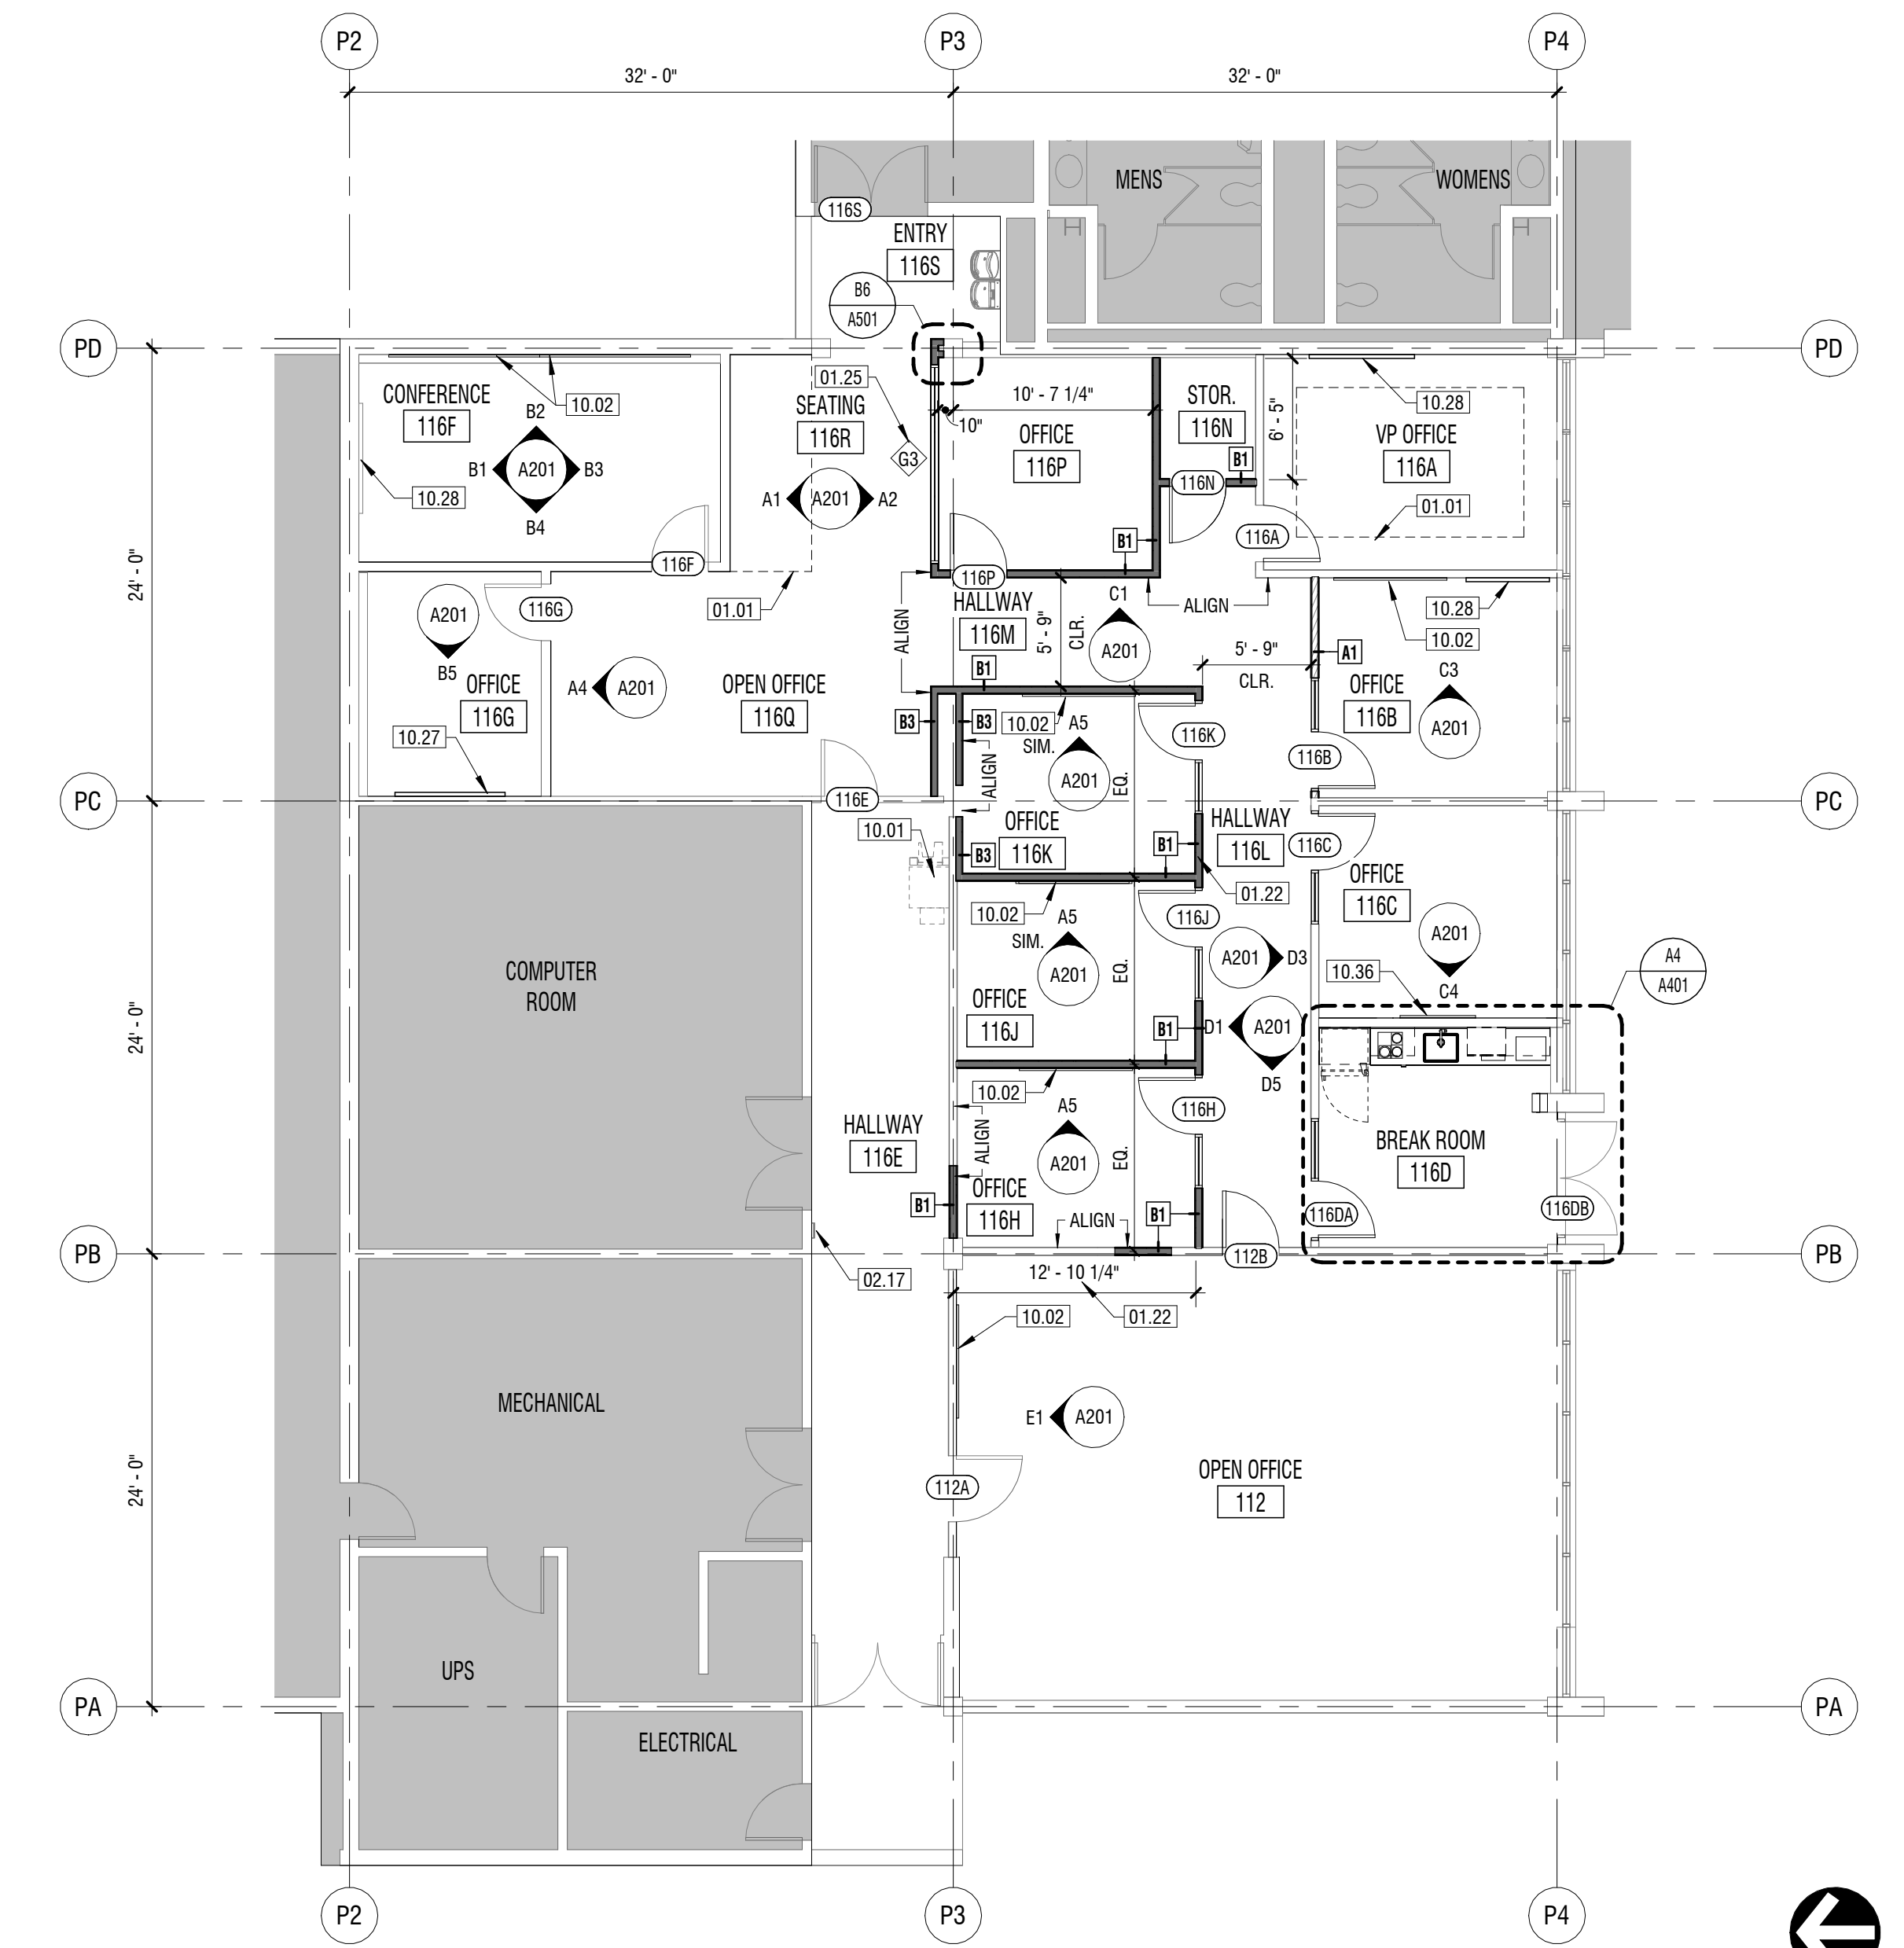 P2
P3
P4
32' - 0"
32' - 0"
MENS
WOMENS
116S
ENTRY
116S
B6
A501
PD
PD
01.25
CONFERENCE
116F
B2
10.02
SEATING
116R
10' - 7 1/4"
10"
STOR.
116N
6' - 5"
10.28
OFFICE
116P
VP OFFICE
116A
G3
B1
A201
B3
B4
10.28
A1
A201
A2
B1
116N
01.01
116A
B1
24' - 0"
116F
116P
116G
01.01
A201
B5
HALLWAY
116M
ALIGN
5' - 9"
CLR.
C1
A201
ALIGN
10.28
10.02
5' - 9"
CLR.
A1
C3
B1
OFFICE
116G
A4
A201
OPEN OFFICE
116Q
OFFICE
116B
A201
B3
B3
10.02
A5
SIM.
A201
EQ.
116K
10.27
116B
ALIGN
PC
PC
116E
10.01
OFFICE
116K
B3
B1
HALLWAY
116L
116C
01.22
OFFICE
116C
10.02
A5
SIM.
A201
EQ.
116J
A201
D3
A201
C4
10.36
A4
A401
COMPUTER
ROOM
OFFICE
116J
B1
D1
A201
D5
24' - 0"
10.02
A5
A201
EQ.
116H
HALLWAY
116E
ALIGN
BREAK ROOM
116D
B1
OFFICE
116H
ALIGN
B1
116DA
116DB
PB
PB
112B
02.17
12' - 10 1/4"
10.02
01.22
MECHANICAL
E1
A201
24' - 0"
112A
OPEN OFFICE
112
UPS
PA
PA
ELECTRICAL
P2
P3
P4